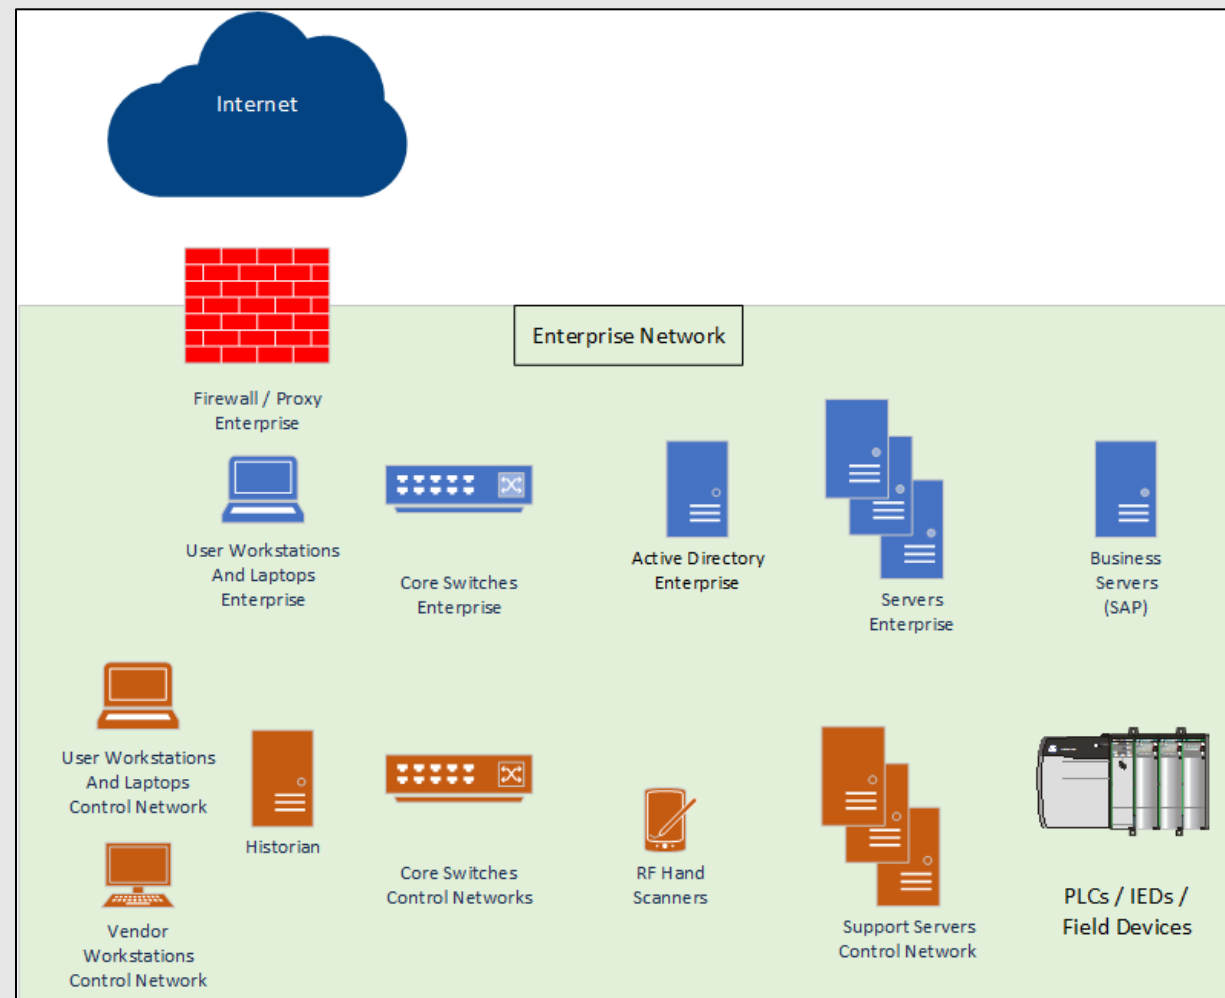 Internet
Enterprise Network
Firewall / Proxy
Enterprise
User Workstations
And Laptops
Enterprise
Core Switches
Enterprise
Active Directory
Enterprise
Servers
Enterprise
Business
Servers
(SAP)
User Workstations
And Laptops
Control Network
Historian
Core Switches
Control Networks
RF Hand
Scanners
Support Servers
Control Network
PLCs / IEDs /
Field Devices
Vendor
Workstations
Control Network